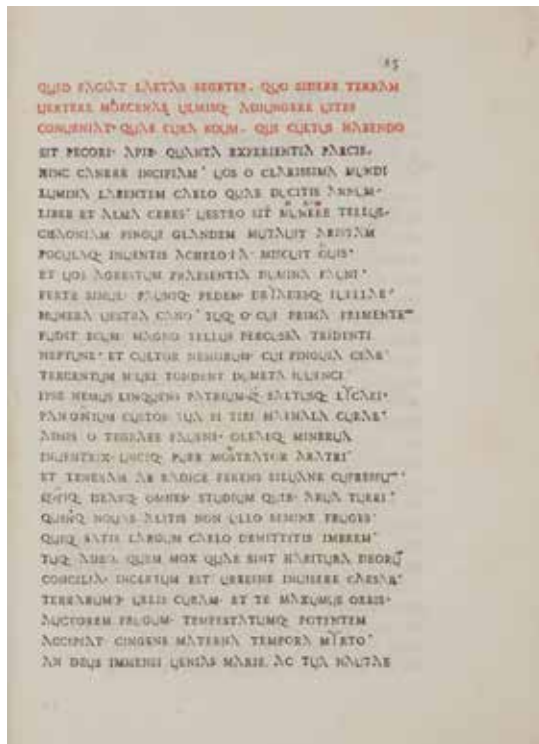 25
QUID FACIAT LAETAS SEGETES· QUO SIDERE TERRAM
UERTERE MAECENAS ULMISQ· ADIUNGERE UITES
CONUENIAT· QUAE CURA BOUM· QUI CULTUS HABENDO
SIT PECORI· APIB· QUANTA EXPERIENTIA PARCIS·
HINC CANERE INCIPIAM· UOS O CLARISSIMA MUNDI
LUMINA LABENTEM CAELO QUAE DUCITIS ANNUM·
LIBER ET ALMA CERES· UESTRO SIT MUNERE TELLUS·
CHAONIAM PINGUI GLANDEM MUTAUIT ARISTAM
POCULAQ· INUENTIS ACHELOIA· MISCUIT UUIS·
ET UOS AGRESTUM PRAESENTIA NUMINA FAUNI·
FERTE SIMUL· FAUNIQ· PEDEM· DRYADESQ· PUELLAE·
MUNERA UESTRA CANO· TUQ· O CUI PRIMA FREMENTEM
FUDIT ECUM· MAGNO TELLUS PERCUSSA TRIDENTI
NEPTUNE· ET CULTOR NEMORUM· CUI PINGUIA CEAE·
TERCENTUM NIUEI TONDENT DUMETA IUUENCI
IPSE NEMUS LINQUENS PATRIUM· SALTUSQ· LYCAEI·
PAN OUIUM CUSTOS TUA SI TIBI MAENALA CURAE·
ADSIS O TEGEAEE FAUENS· OLEAEQ· MINERUA
INUENTRIX· UNCIQ· PUER MOSTRATOR ARATRI·
ET TENERAM AB RADICE FERENS SILUANE CUPRESSUM·
DIQ· DEAEQ· OMNES· STUDIUM QUIB· ARUA TUERI·
QUIQ· NOUAS ALITIS NON ULLO SEMINE FRUGES·
QUIQ· SATIS LARGUM CAELO DEMITTITIS IMBREM·
TUQ· ADEO· QUEM MOX QUAE SINT HABITURA DEORU
CONCILIA· INCERTUM EST URBISNE INUISERE CAESAR·
TERRARUMQ· UELIS CURAM· ET TE MAXUMUS ORBIS·
AUCTOREM FRUGUM· TEMPESTATUMQ· POTENTEM
ACCIPIAT· CINGENS MATERNA TEMPORA MYRTO·
AN DEUS IMMENSI UENIAS MARIS· AC TUA NAUTAE